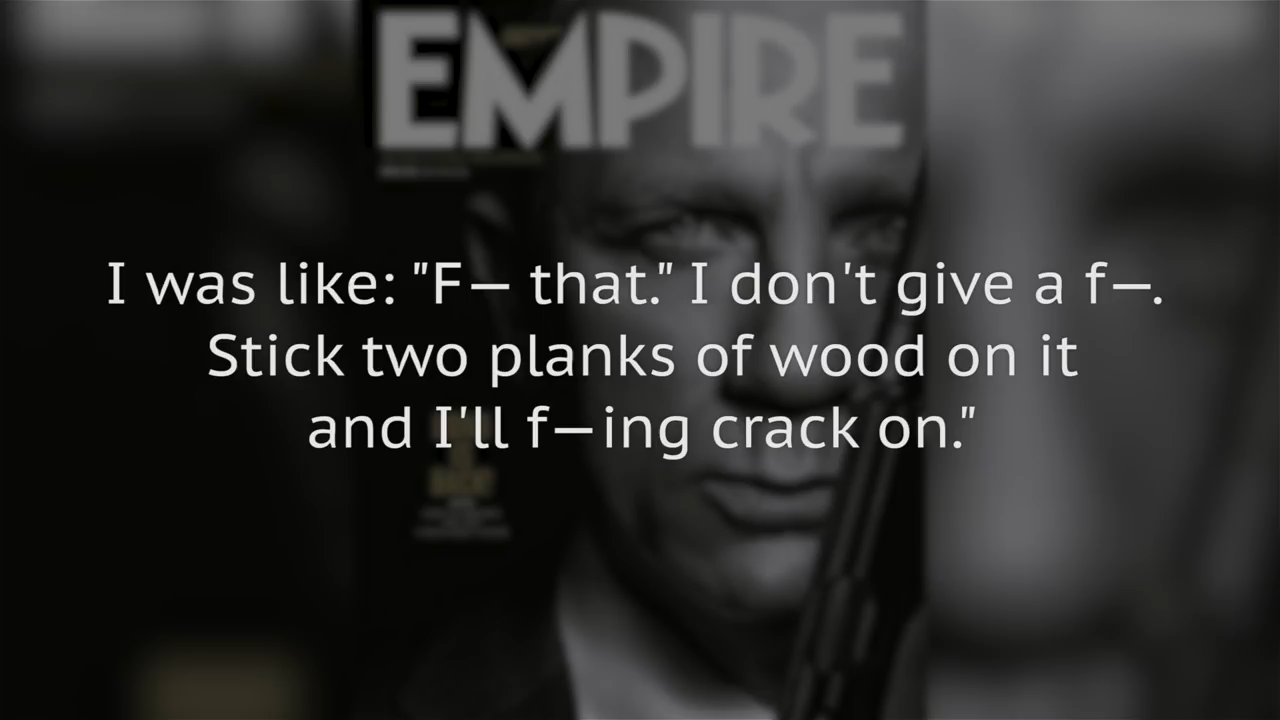 EMPIRE
I was like: "F— that." I don't give a f—.
Stick two planks of wood on it
and I'll f—ing crack on."